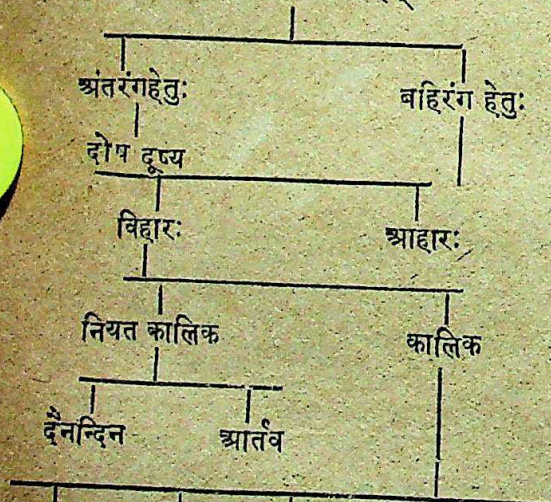 अंतरंगहेतुः बहिरंग हेतुः
दोष दूष्य
विहारः आहारः
नियत कालिक कालिक
दैनन्दिन आर्तव